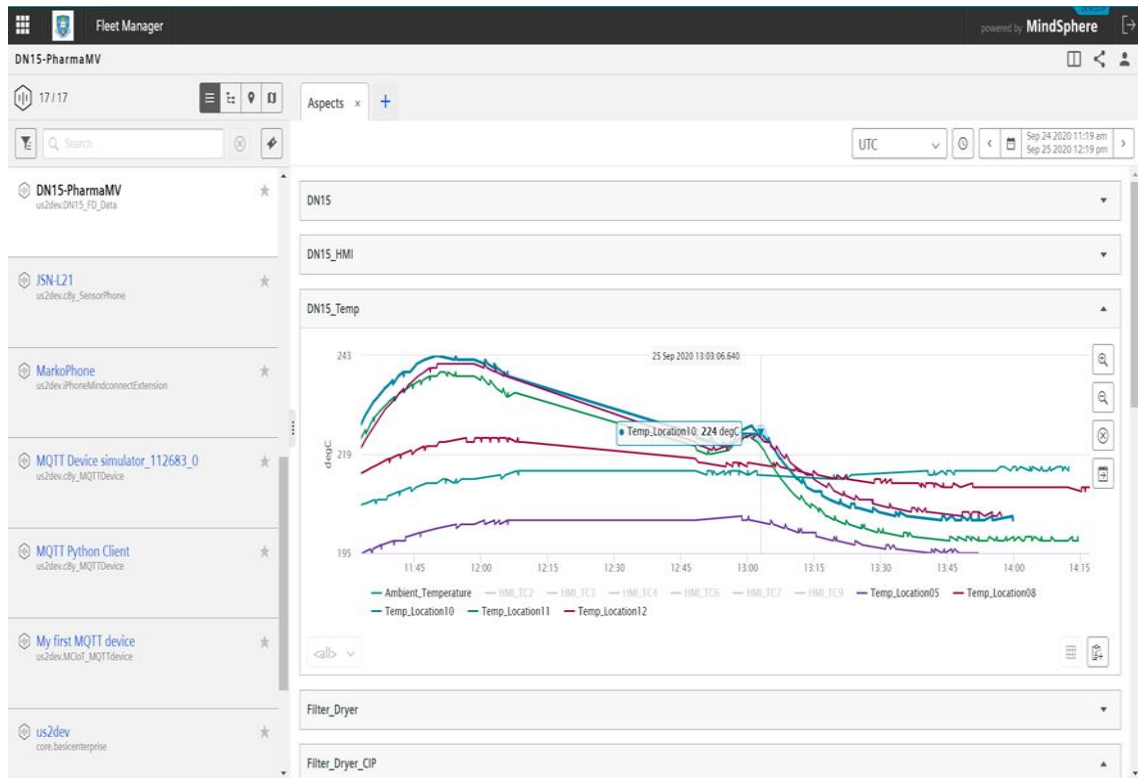 Fleet Manager
powered by MindSphere
DN15-PharmaMV
17/17
Search
DN15-PharmaMV
us2dev.DN15_FD_Data
JSN-L21
us2dev.c8y_SensorPhone
MarkoPhone
us2dev.iPhoneMindconnectExtension
MQTT Device simulator_112683_0
us2dev.c8y_MQTTDevice
MQTT Python Client
us2dev.c8y_MQTTDevice
My first MQTT device
us2dev.MCIoT_MQTTdevice
us2dev
core.basicenterprise
Aspects × +
UTC
Sep 24 2020 11:19 am
Sep 25 2020 12:19 pm
DN15
DN15_HMI
DN15_Temp
25 Sep 2020 13:03:06.640
243
Temp_Location10: 224 degC
219
degC
195
11:45 12:00 12:15 12:30 12:45 13:00 13:15 13:30 13:45 14:00 14:15
Ambient_Temperature HMI_TC2 HMI_TC3 HMI_TC4 HMI_TC6 HMI_TC7 HMI_TC9 Temp_Location05 Temp_Location08
Temp_Location10 Temp_Location11 Temp_Location12
<all>
Filter_Dryer
Filter_Dryer_CIP